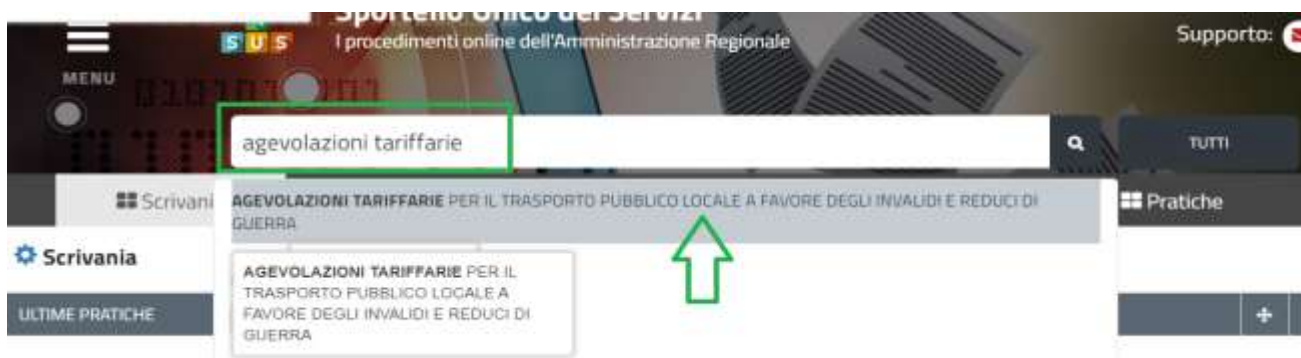 Sportello Unico dei Servizi
SUS
I procedimenti online dell'Amministrazione Regionale
Supporto:
MENU
agevolazioni tariffarie
TUTTI
Scrivani
AGEVOLAZIONI TARIFFARIE PER IL TRASPORTO PUBBLICO LOCALE A FAVORE DEGLI INVALIDI E REDUCI DI
GUERRA
Pratiche
Scrivania
AGEVOLAZIONI TARIFFARIE PER IL
TRASPORTO PUBBLICO LOCALE A
FAVORE DEGLI INVALIDI E REDUCI DI
GUERRA
ULTIME PRATICHE